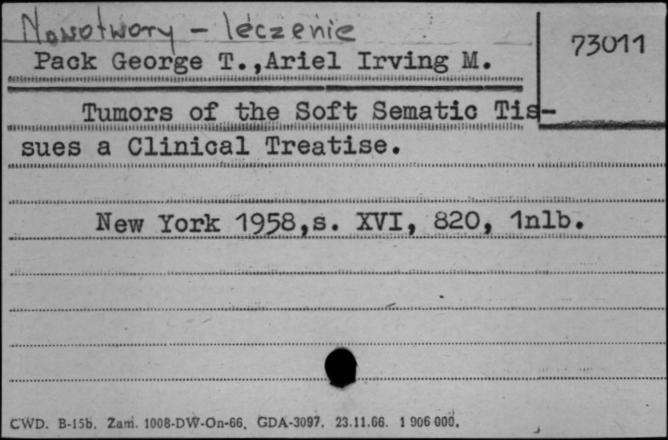 Nowotwory - leczenie
73011
Pack George T.,Ariel Irving M.
Tumors of the Soft Sematic Tis-
sues a Clinical Treatise.
New York 1958,s. XVI, 820, 1nlb.
CWD. B-15b. Zam. 1008-DW-On-66. GDA-3097. 23.11.66. 1 906 000.